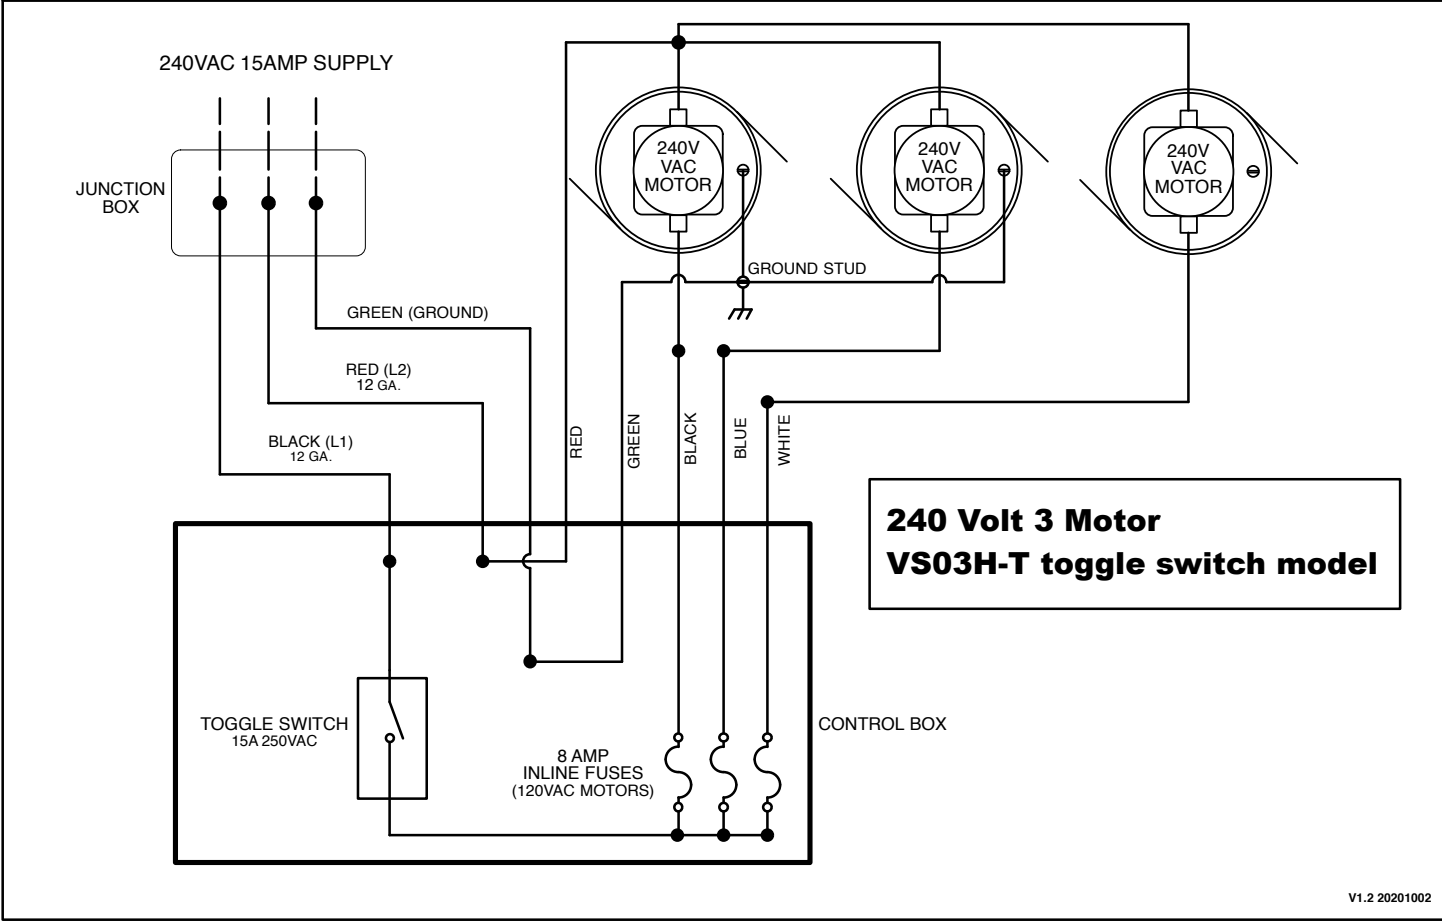 240VAC 15AMP SUPPLY
JUNCTION
BOX
240V
VAC
MOTOR
240V
VAC
MOTOR
240V
VAC
MOTOR
GROUND STUD
GREEN (GROUND)
RED (L2)
12 GA.
BLACK (L1)
12 GA.
RED
GREEN
BLACK
BLUE
WHITE
240 Volt 3 Motor
VS03H-T toggle switch model
TOGGLE SWITCH
15A 250VAC
8 AMP
INLINE FUSES
(120VAC MOTORS)
CONTROL BOX
V1.2 20201002